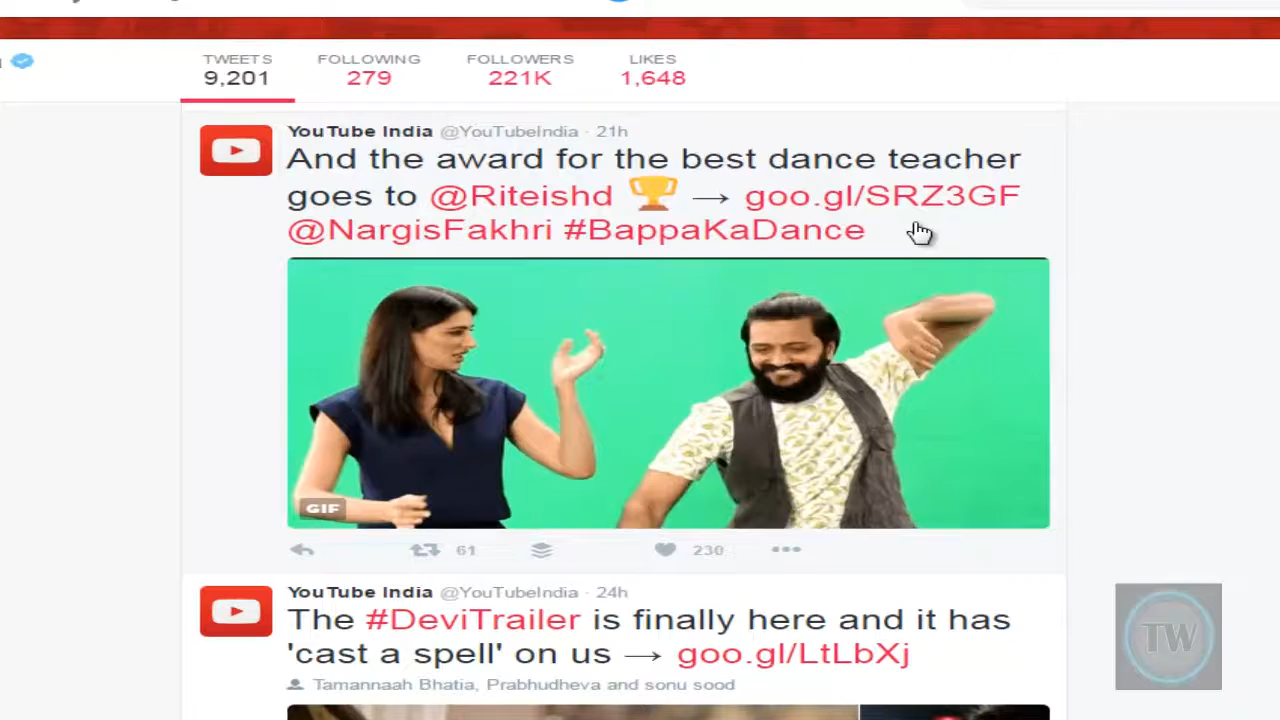 TWEETS FOLLOWING FOLLOWERS LIKES
9,201 279 221K 1,648
YouTube India @YouTubeIndia · 21h
And the award for the best dance teacher
goes to @Riteishd 🏆 → goo.gl/SRZ3GF
@NargisFakhri #BappaKaDance
GIF
61 230
YouTube India @YouTubeIndia · 24h
The #DeviTrailer is finally here and it has
'cast a spell' on us → goo.gl/LtLbXj
Tamannaah Bhatia, Prabhudheva and sonu sood
TW